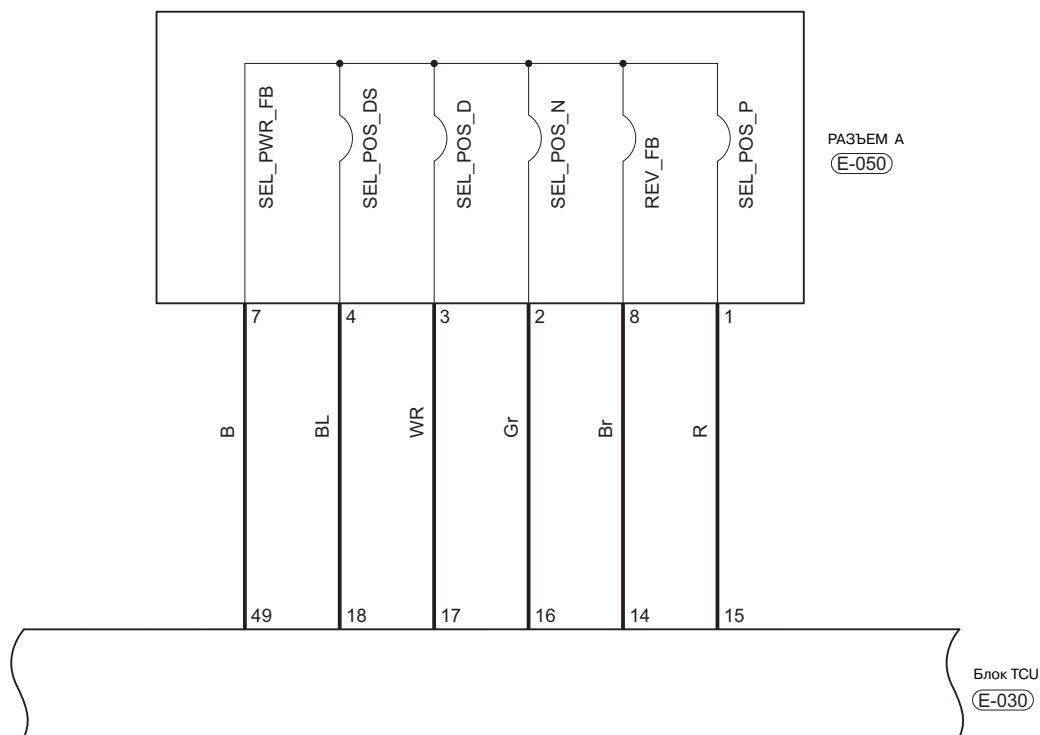 SEL_PWR_FB
SEL_POS_DS
SEL_POS_D
SEL_POS_N
REV_FB
SEL_POS_P
РАЗЪЕМ А
E-050
7
4
3
2
8
1
B
BL
WR
Gr
Br
R
49
18
17
16
14
15
Блок TCU
E-030